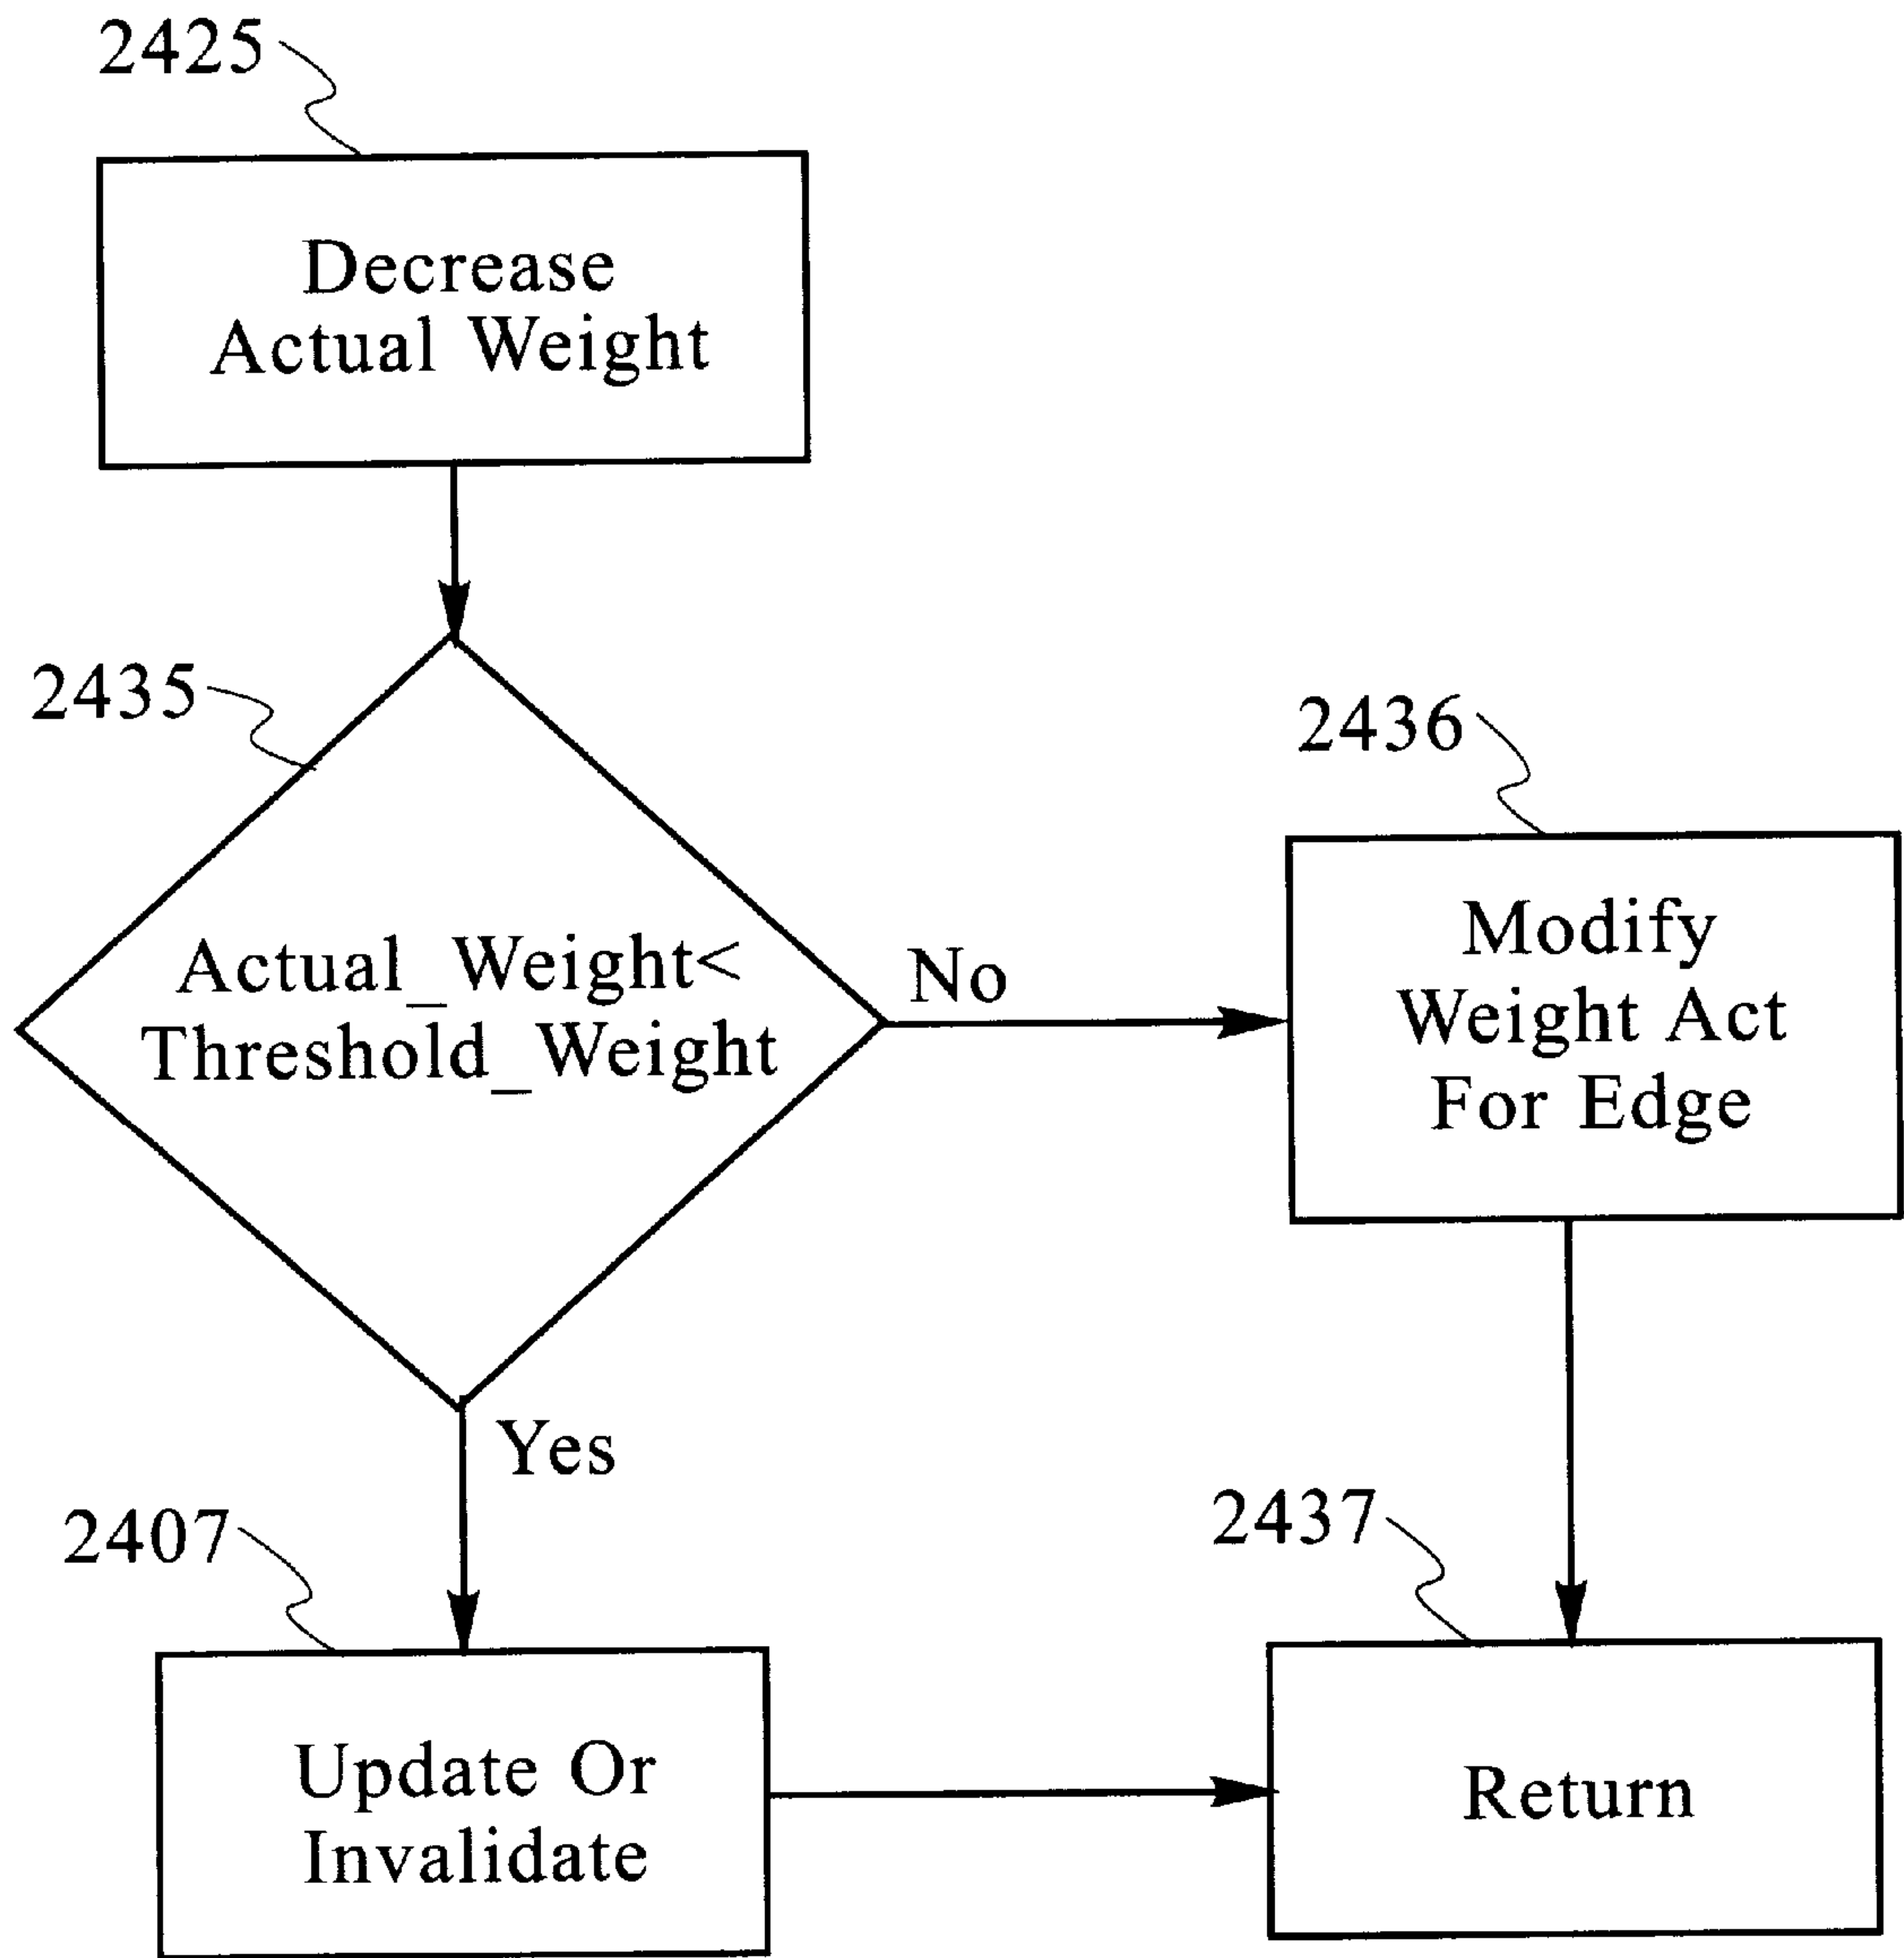 2425
Decrease
Actual Weight
2435
Actual_Weight<
Threshold_Weight
No
2436
Modify
Weight Act
For Edge
Yes
2407
Update Or
Invalidate
2437
Return